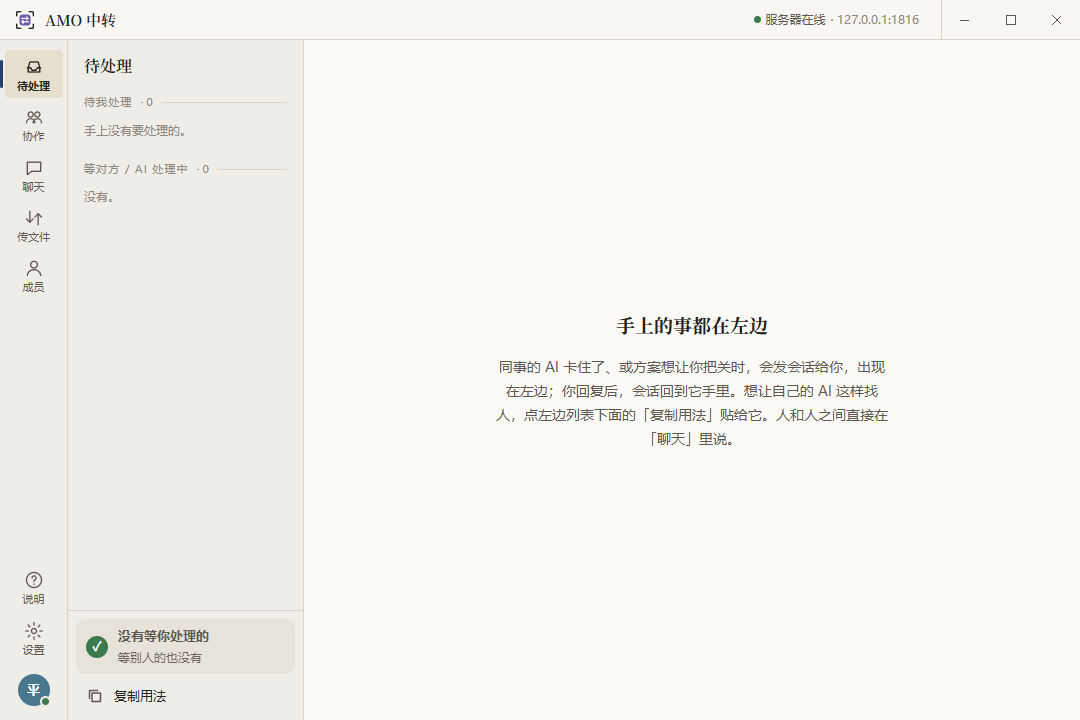 AMO 中转
服务器在线 · 127.0.0.1:1816
待处理
协作
聊天
传文件
成员
说明
设置
平
待处理
待我处理 · 0
手上没有要处理的。
等对方 / AI 处理中 · 0
没有。
没有等你处理的
等别人的也没有
复制用法
手上的事都在左边
同事的 AI 卡住了、或方案想让你把关时，会发会话给你，出现
在左边；你回复后，会话回到它手里。想让自己的 AI 这样找
人，点左边列表下面的「复制用法」贴给它。人和人之间直接在
「聊天」里说。